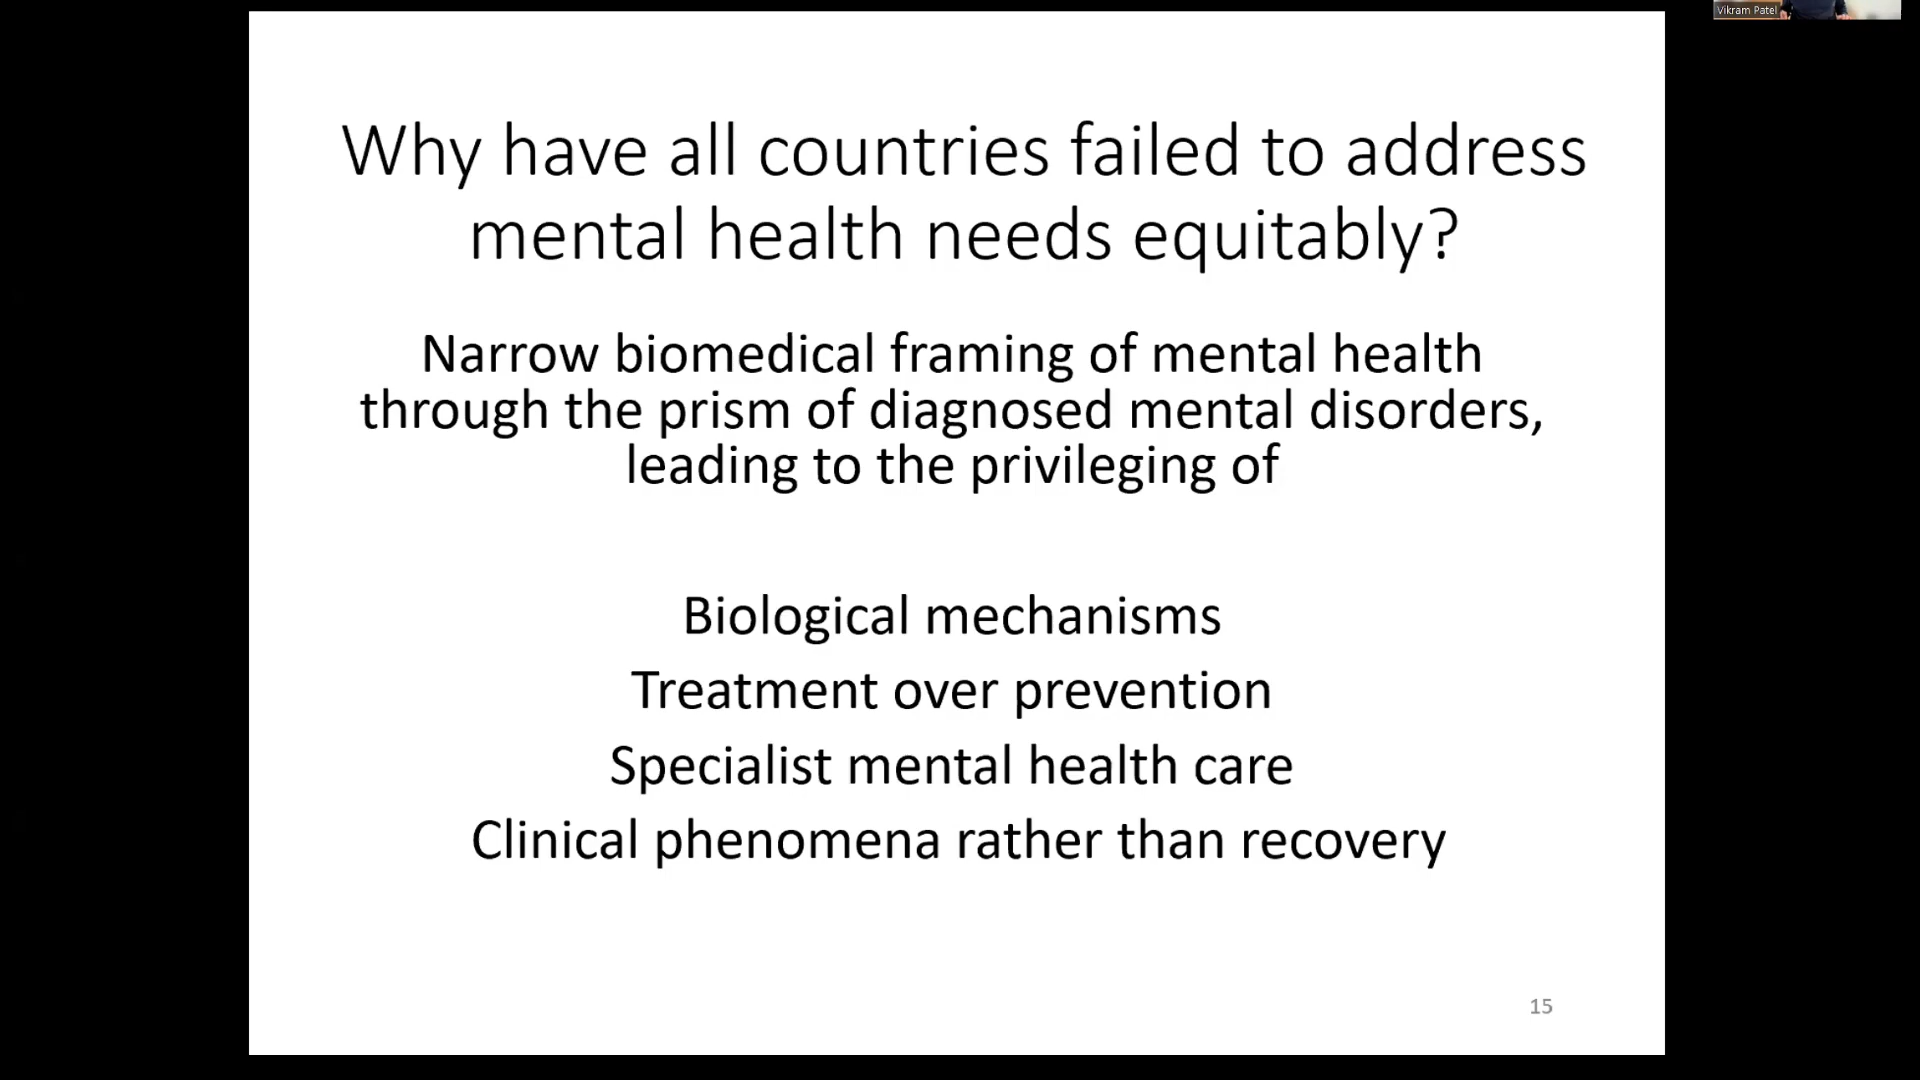 Vikram Patel
Why have all countries failed to address
mental health needs equitably?
Narrow biomedical framing of mental health
through the prism of diagnosed mental disorders,
leading to the privileging of
Biological mechanisms
Treatment over prevention
Specialist mental health care
Clinical phenomena rather than recovery
15